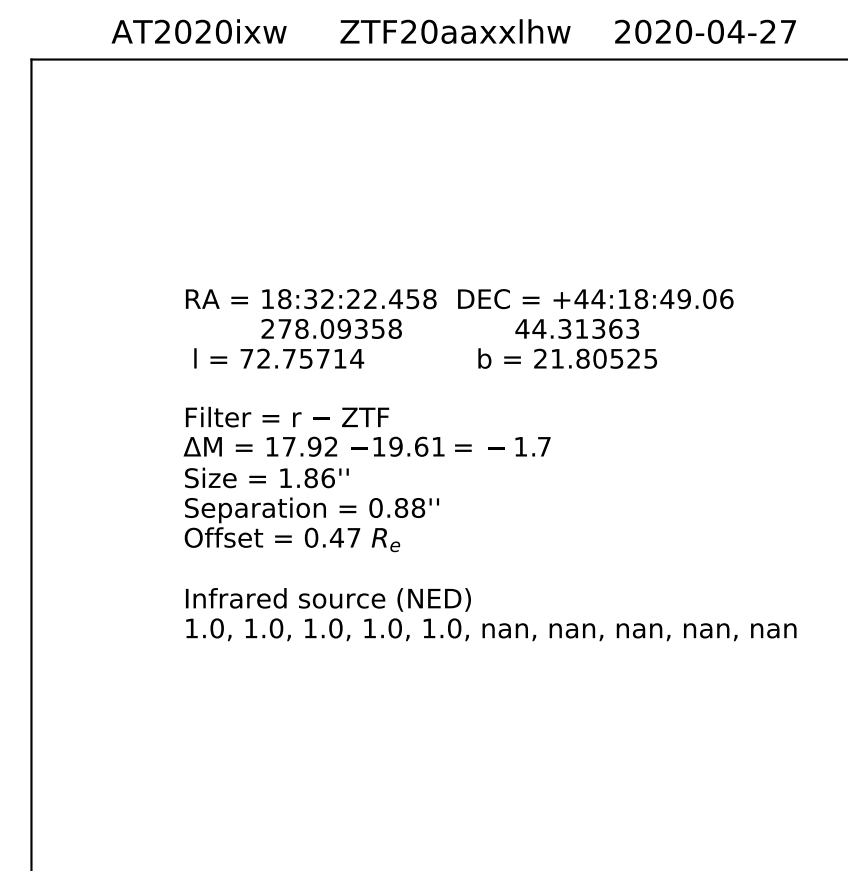 AT2020ixw ZTF20aaxxlhw 2020-04-27
RA = 18:32:22.458 DEC = +44:18:49.06
278.09358 44.31363
l = 72.75714 b = 21.80525
Filter = r − ZTF
ΔM = 17.92 −19.61 = − 1.7
Size = 1.86''
Separation = 0.88''
Offset = 0.47 Rₑ
Infrared source (NED)
1.0, 1.0, 1.0, 1.0, 1.0, nan, nan, nan, nan, nan